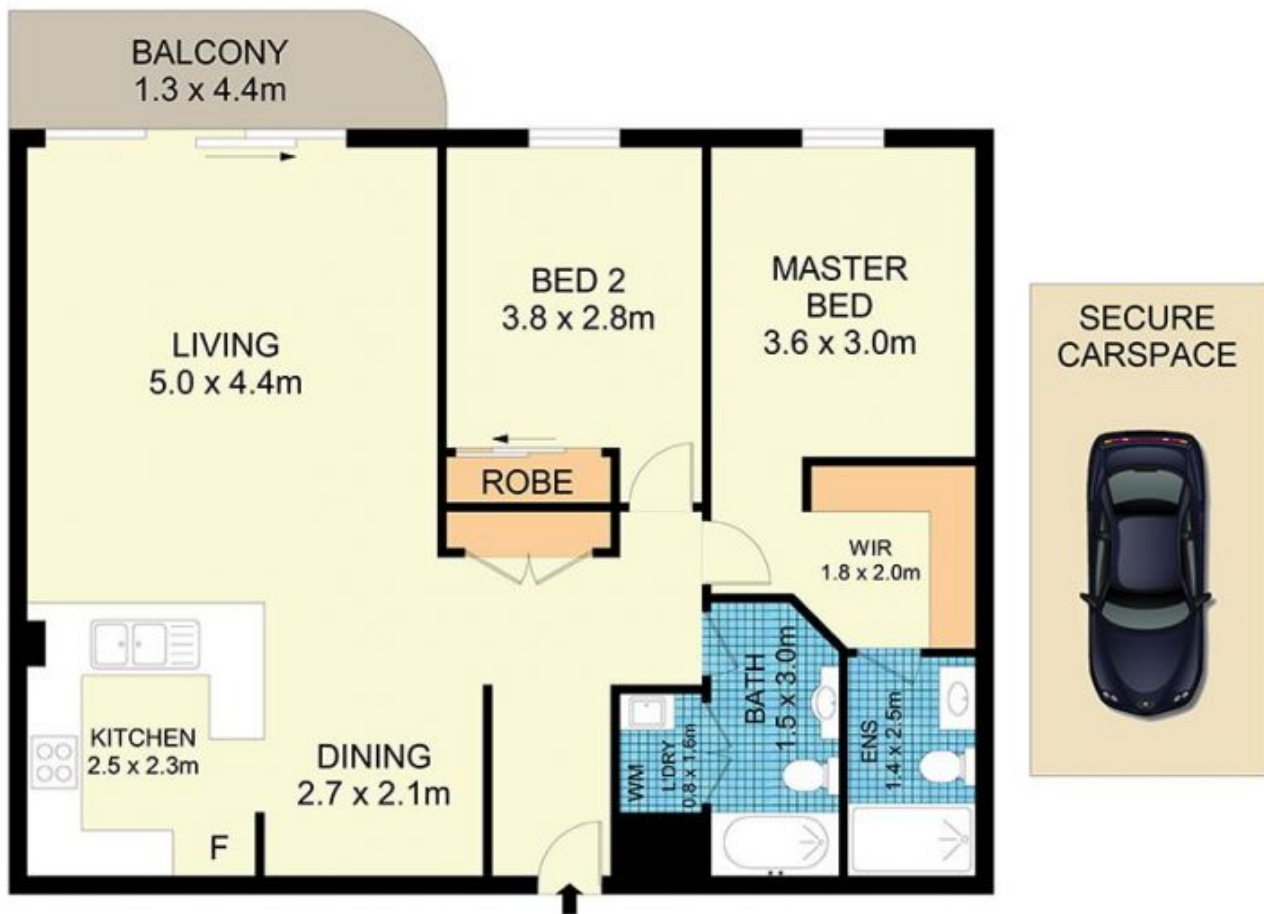 BALCONY
1.3 x 4.4m
LIVING
5.0 x 4.4m
BED 2
3.8 x 2.8m
MASTER
BED
3.6 x 3.0m
SECURE
CARSPACE
ROBE
WIR
1.8 x 2.0m
KITCHEN
2.5 x 2.3m
F
DINING
2.7 x 2.1m
WM
L'DRY
0.8 x 1.6m
BATH
1.5 x 3.0m
ENS
1.4 x 2.5m